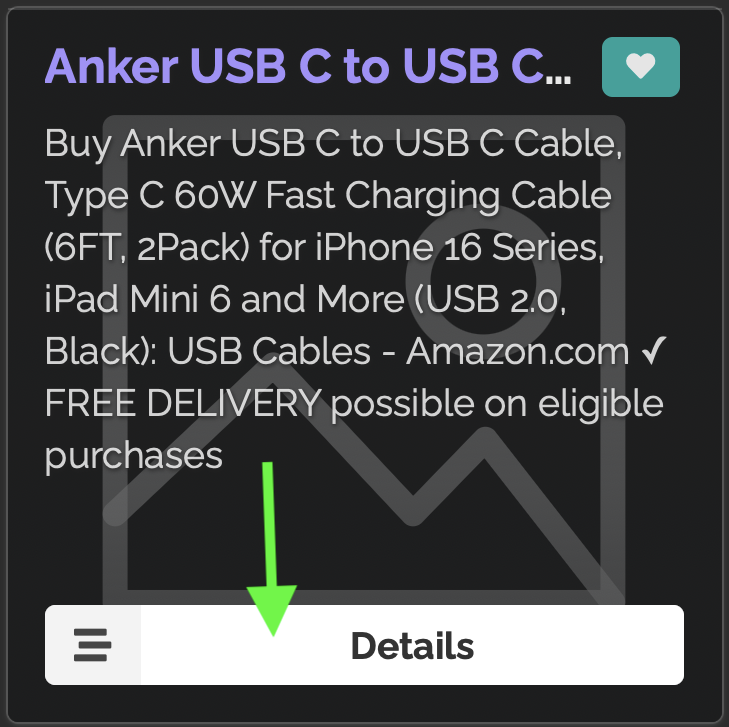 Anker USB C to USB C...
Buy Anker USB C to USB C Cable,
Type C 60W Fast Charging Cable
(6FT, 2Pack) for iPhone 16 Series,
iPad Mini 6 and More (USB 2.0,
Black): USB Cables - Amazon.com ✓
FREE DELIVERY possible on eligible
purchases
Details